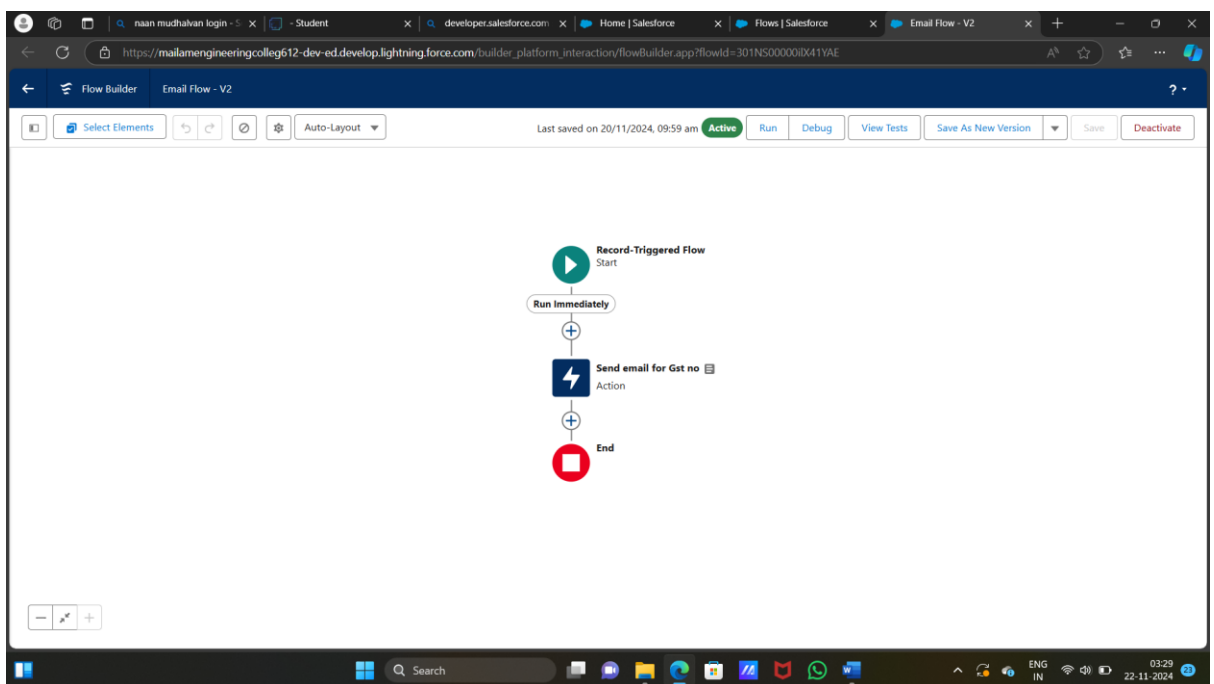 naan mudhalvan login - S
- Student
developer.salesforce.com
Home | Salesforce
Flows | Salesforce
Email Flow - V2
https://mailamengineeringcolleg612-dev-ed.develop.lightning.force.com/builder_platform_interaction/flowBuilder.app?flowId=301NS00000iIX41YAE
Flow Builder
Email Flow - V2
?
Select Elements
Auto-Layout
Last saved on 20/11/2024, 09:59 am
Active
Run
Debug
View Tests
Save As New Version
Save
Deactivate
Record-Triggered Flow
Start
Run Immediately
Send email for Gst no
Action
End
Search
ENG
IN
03:29
22-11-2024
23